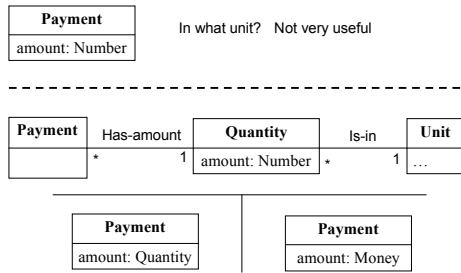 Payment
amount: Number
In what unit? Not very useful
Payment
Has-amount
* 1
Quantity
amount: Number
Is-in
* 1
Unit
…
Payment
amount: Quantity
Payment
amount: Money